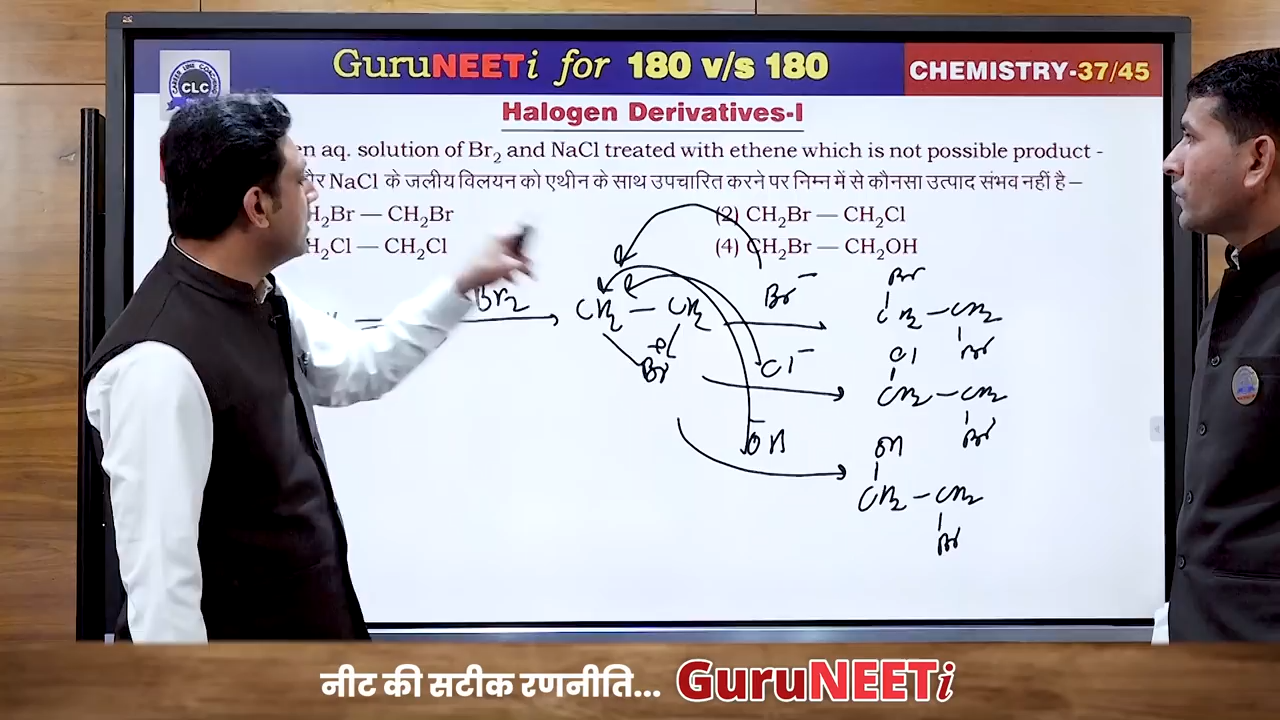 GuruNEETi for 180 v/s 180
CHEMISTRY-37/45
CLC
Halogen Derivatives-I
aq. solution of Br₂ and NaCl treated with ethene which is not possible product -
NaCl के जलीय विलयन को एथीन के साथ उपचारित करने पर निम्न में से कौनसा उत्पाद संभव नहीं है –
H₂Br — CH₂Br
(2) CH₂Br — CH₂Cl
H₂Cl — CH₂Cl
(4) CH₂Br — CH₂OH
Br₂
CH₂ — CH₂
Br⁺
Br⁻
Cl⁻
OH⁻
Br
CH₂ — CH₂
Br
Cl
CH₂ — CH₂
Br
OH
CH₂ — CH₂
Br
नीट की सटीक रणनीति... GuruNEETi